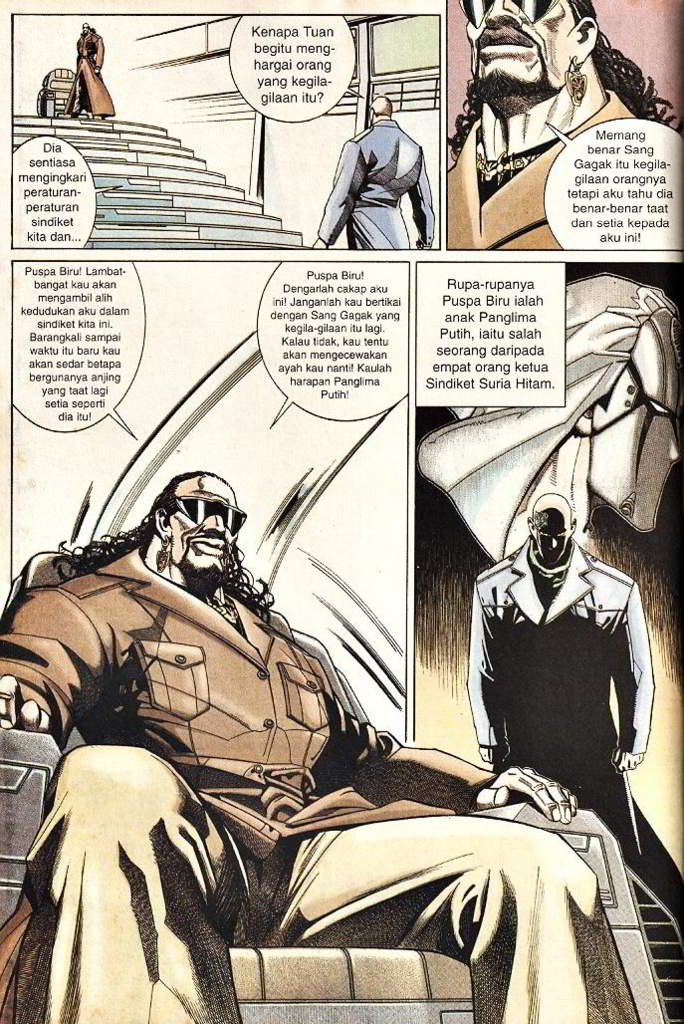 Kenapa Tuan
begitu meng-
hargai orang
yang kegila-
gilaan itu?
Dia
sentiasa
mengingkari
peraturan-
peraturan
sindiket
kita dan...
Memang
benar Sang
Gagak itu kegila-
gilaan orangnya
tetapi aku tahu dia
benar-benar taat
dan setia kepada
aku ini!
Puspa Biru! Lambat-
bangat kau akan
mengambil alih
kedudukan aku dalam
sindiket kita ini.
Barangkali sampai
waktu itu baru kau
akan sedar betapa
bergunanya anjing
yang taat lagi
setia seperti
dia itu!
Puspa Biru!
Dengarlah cakap aku
ini! Janganlah kau bertikai
dengan Sang Gagak yang
kegila-gilaan itu lagi.
Kalau tidak, kau tentu
akan mengecewakan
ayah kau nanti! Kaulah
harapan Panglima
Putih!
Rupa-rupanya
Puspa Biru ialah
anak Panglima
Putih, iaitu salah
seorang daripada
empat orang ketua
Sindiket Suria Hitam.